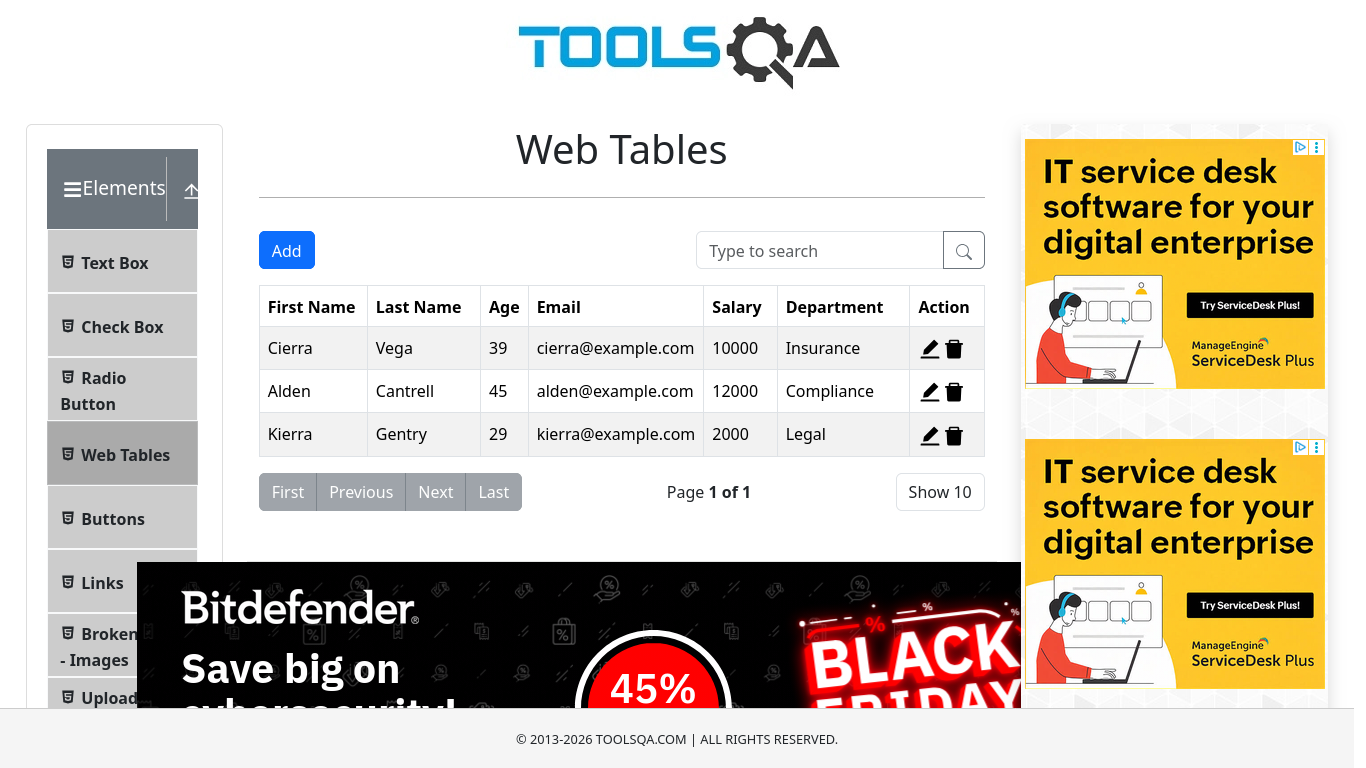 TOOLSQA
Elements
Text Box
Check Box
Radio
Button
Web Tables
Buttons
Links
Broken
- Images
Upload
Web Tables
Add
Type to search
First Name Last Name Age Email Salary Department Action
Cierra Vega 39 cierra@example.com 10000 Insurance
Alden Cantrell 45 alden@example.com 12000 Compliance
Kierra Gentry 29 kierra@example.com 2000 Legal
First Previous Next Last
Page 1 of 1
Show 10
IT service desk
software for your
digital enterprise
Try ServiceDesk Plus!
ManageEngine
ServiceDesk Plus
IT service desk
software for your
digital enterprise
Try ServiceDesk Plus!
ManageEngine
ServiceDesk Plus
Bitdefender®
Save big on
cybersecurity!
45%
BLACK
FRIDAY
© 2013-2026 TOOLSQA.COM | ALL RIGHTS RESERVED.